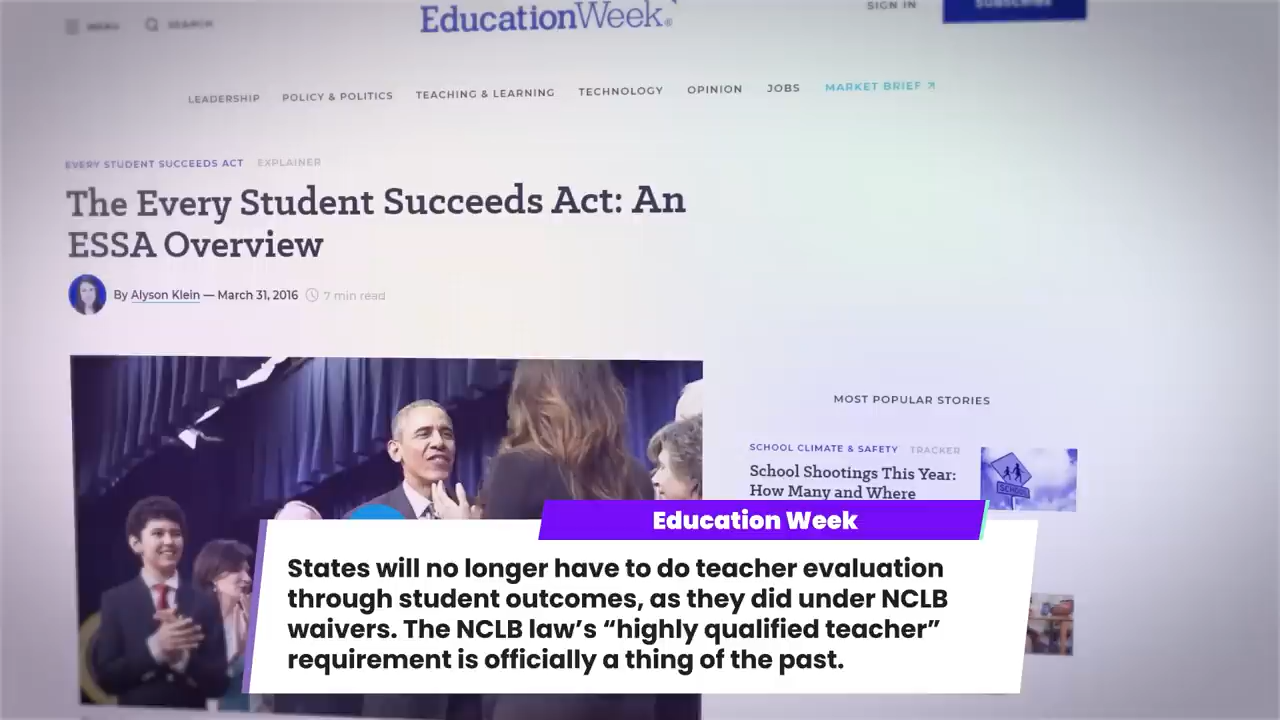 MENU
SEARCH
EducationWeek®
SIGN IN
SUBSCRIBE
LEADERSHIP
POLICY & POLITICS
TEACHING & LEARNING
TECHNOLOGY
OPINION
JOBS
MARKET BRIEF ↗
EVERY STUDENT SUCCEEDS ACT EXPLAINER
The Every Student Succeeds Act: An
ESSA Overview
By Alyson Klein — March 31, 2016 7 min read
MOST POPULAR STORIES
SCHOOL CLIMATE & SAFETY TRACKER
School Shootings This Year:
How Many and Where
SCHOOL
Education Week
States will no longer have to do teacher evaluation
through student outcomes, as they did under NCLB
waivers. The NCLB law’s “highly qualified teacher”
requirement is officially a thing of the past.